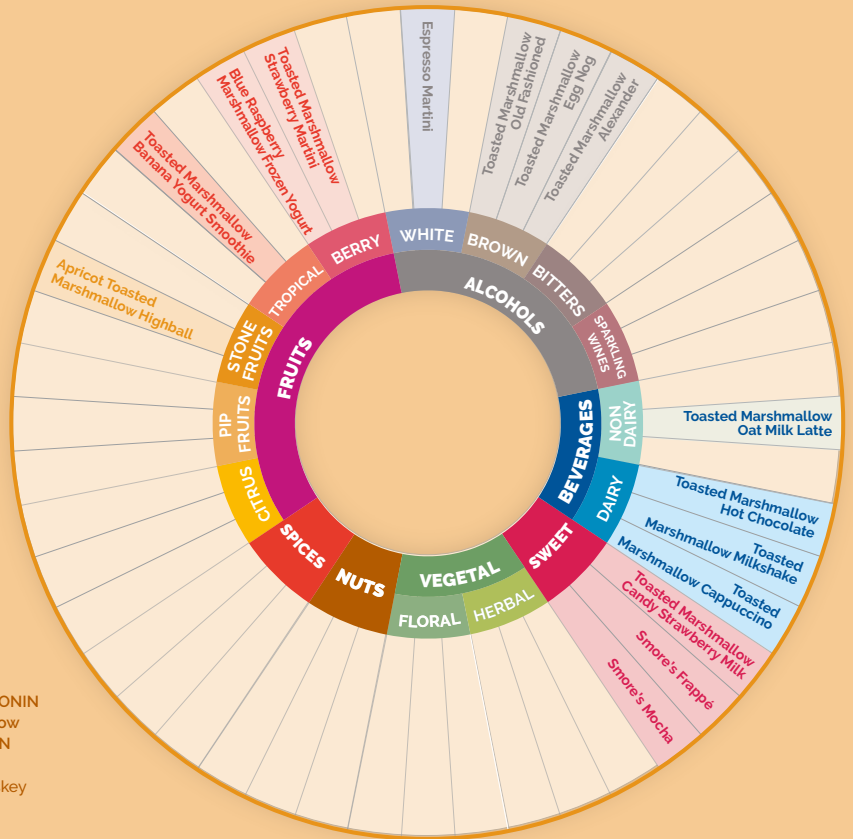 Espresso Martini
Toasted Marshmallow
Old Fashioned
Toasted Marshmallow
Egg Nog
Toasted Marshmallow
Alexander
Toasted Marshmallow
Oat Milk Latte
Toasted Marshmallow
Hot Chocolate
Toasted
Marshmallow Milkshake
Toasted
Marshmallow Cappuccino
Toasted Marshmallow
Candy Strawberry Milk
Smore's Frappé
Smore's Mocha
Apricot Toasted
Marshmallow Highball
Toasted Marshmallow
Banana Yogurt Smoothie
Blue Raspberry
Marshmallow Frozen Yogurt
Toasted Marshmallow
Strawberry Martini
WHITE
BROWN
BITTERS
SPARKLING
WINES
NON
DAIRY
DAIRY
SWEET
HERBAL
FLORAL
NUTS
SPICES
CITRUS
PIP
FRUITS
STONE
FRUITS
TROPICAL
BERRY
ALCOHOLS
BEVERAGES
VEGETAL
FRUITS
ONIN
ow
N
key